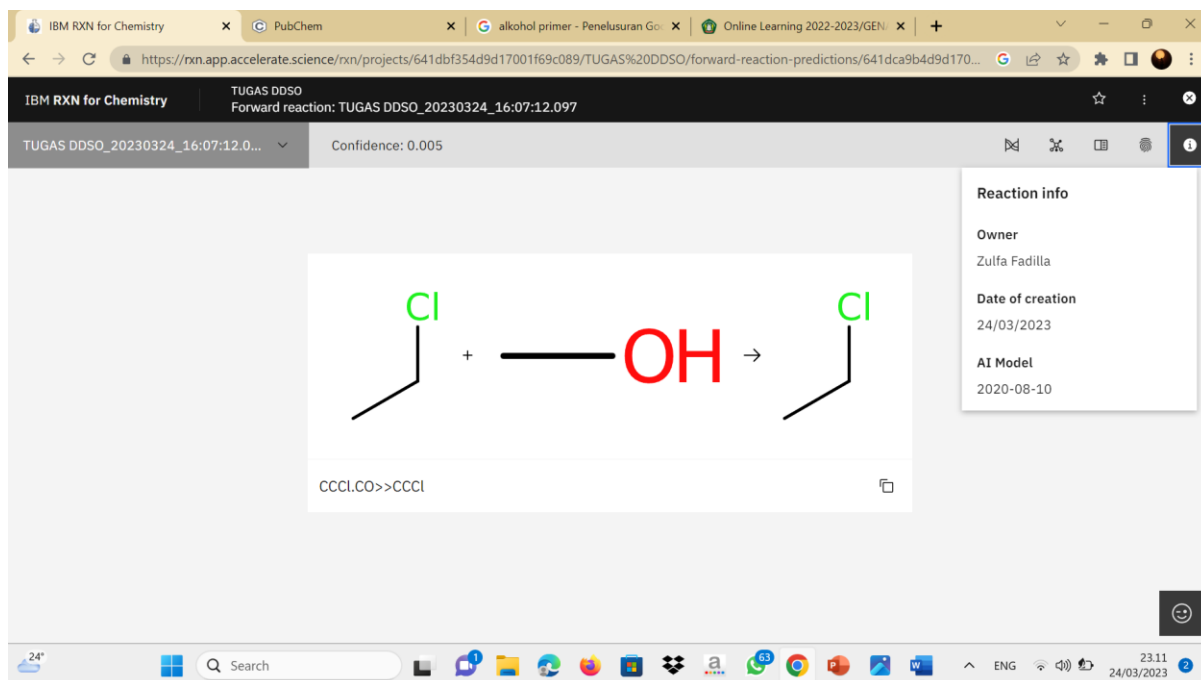 IBM RXN for Chemistry
PubChem
alkohol primer - Penelusuran Goo
Online Learning 2022-2023/GEN
https://rxn.app.accelerate.science/rxn/projects/641dbf354d9d17001f69c089/TUGAS%20DDSO/forward-reaction-predictions/641dca9b4d9d170...
IBM RXN for Chemistry
TUGAS DDSO
Forward reaction: TUGAS DDSO_20230324_16:07:12.097
TUGAS DDSO_20230324_16:07:12.0...
Confidence: 0.005
Reaction info
Owner
Zulfa Fadilla
Date of creation
24/03/2023
AI Model
2020-08-10
Cl
+
OH
→
Cl
CCCl.CO>>CCCl
24°
Search
1
a
63
ENG
23.11
24/03/2023
2